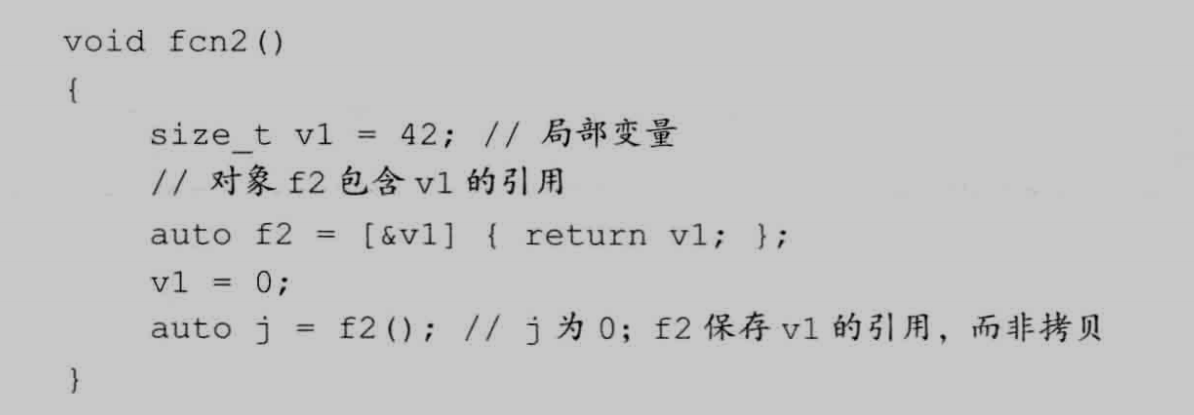 void fcn2()
{
    size_t v1 = 42; // 局部变量
    // 对象 f2 包含 v1 的引用
    auto f2 = [&v1] { return v1; };
    v1 = 0;
    auto j = f2(); // j 为 0; f2 保存 v1 的引用，而非拷贝
}